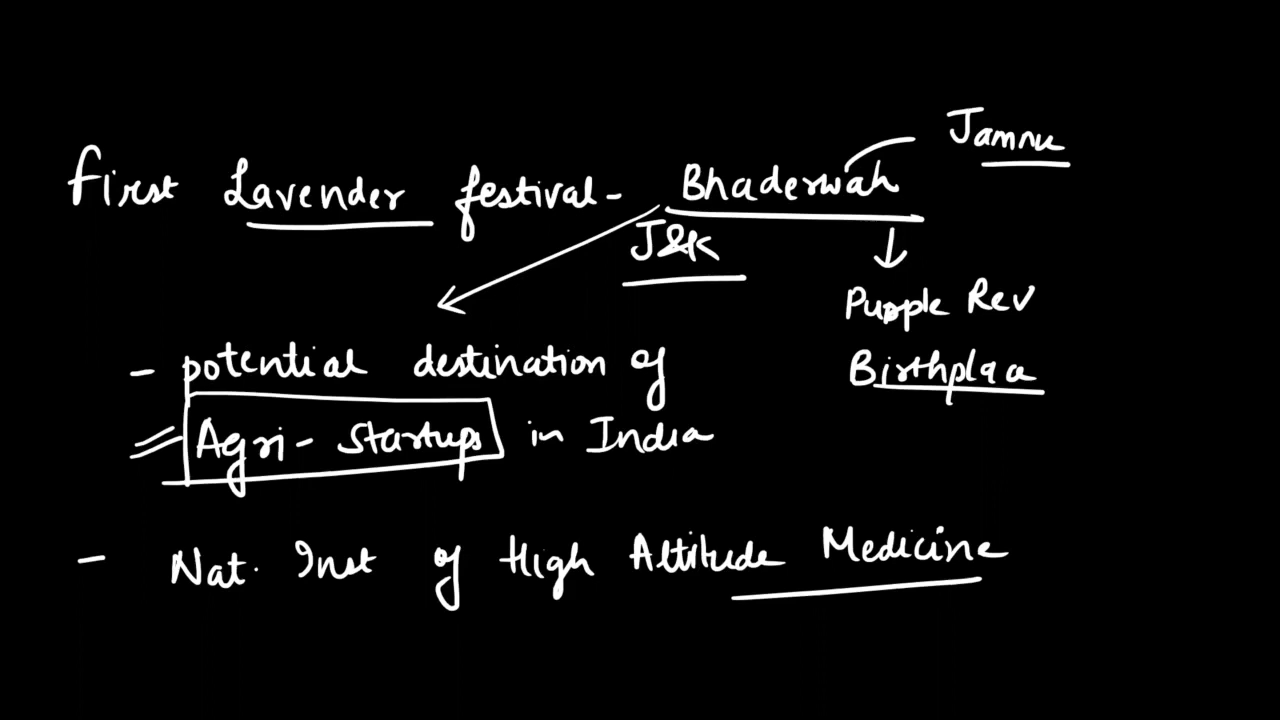 Jammu
First Lavender festival- Bhaderwah
J&K
Purple Rev
Birthplaa
- potential destination of
Agri- Startups in India
- Nat. Inst of High Altitude Medicine